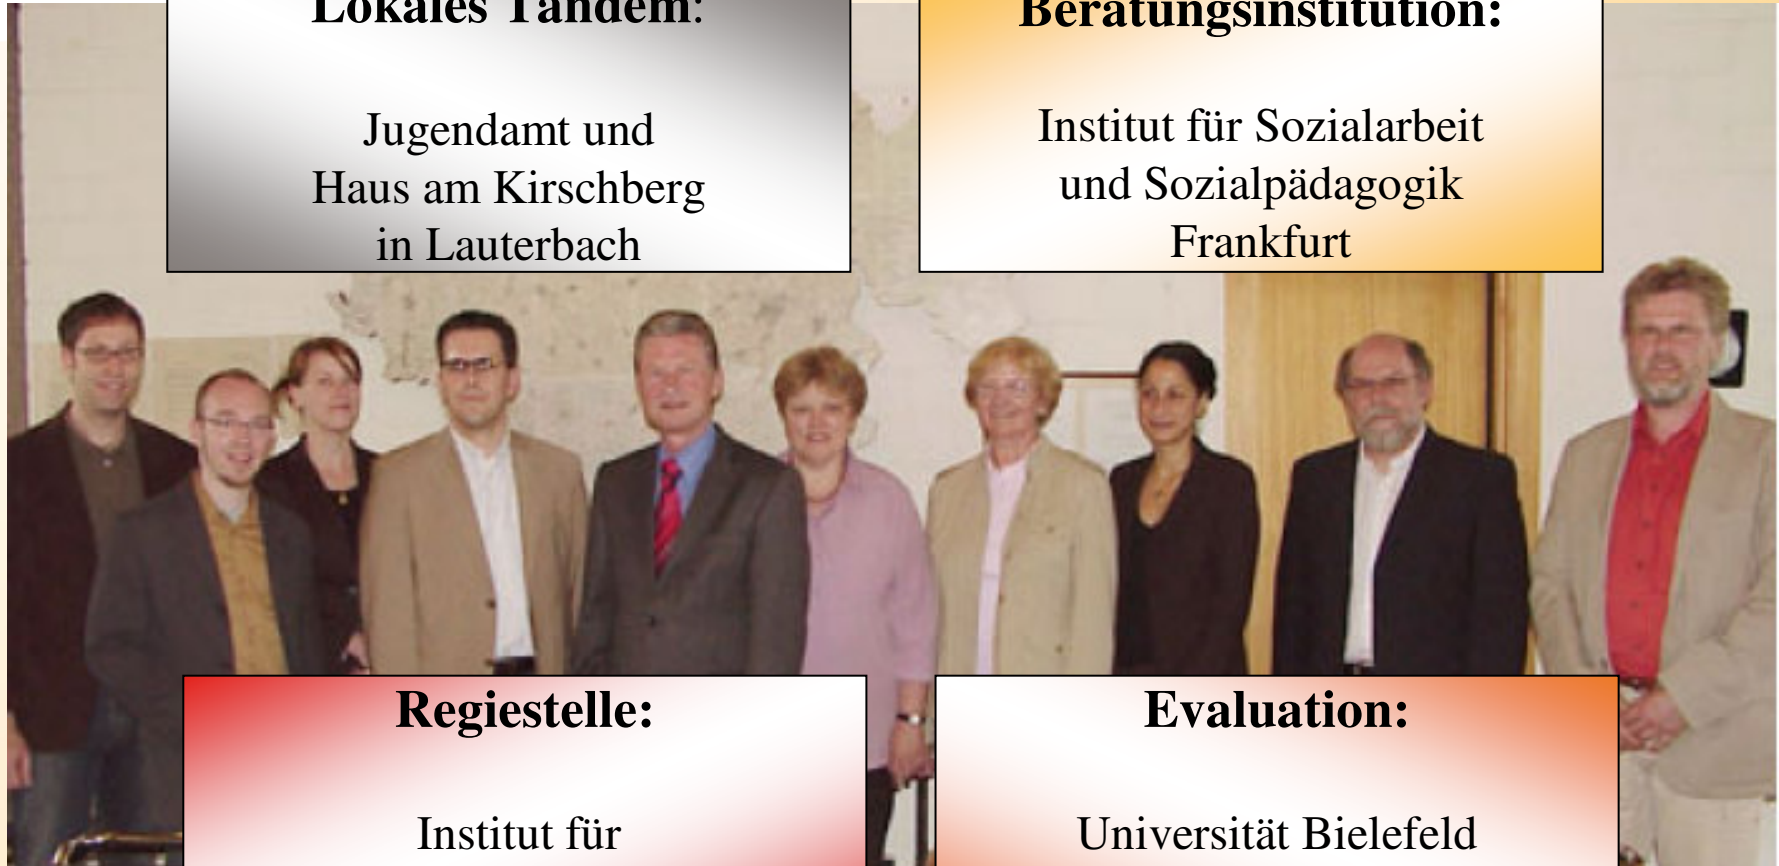 Lokales Tandem:
Jugendamt und
Haus am Kirschberg
in Lauterbach
Beratungsinstitution:
Institut für Sozialarbeit
und Sozialpädagogik
Frankfurt
Regiestelle:
Institut für
Evaluation:
Universität Bielefeld